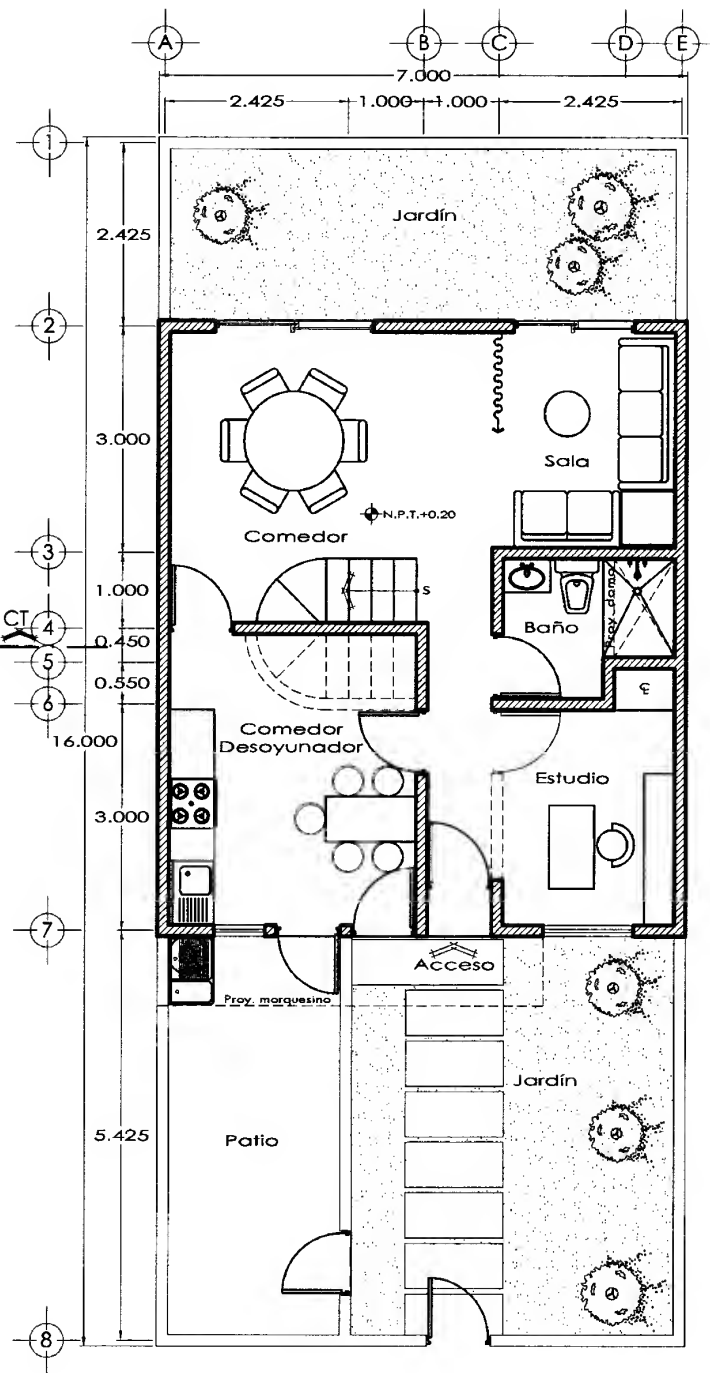 A B C D E
7.000
2.425 1.000 1.000 2.425
1
Jardín
2.425
2
3.000
Sala
N.P.T.+0.20
Comedor
3
1.000
S
Baño
Proy. domo
CT
4
0.450
5
0.550
6
Comedor
Desayunador
16.000
Estudio
3.000
7
Acceso
Proy. marquesina
Jardín
5.425
Patio
8